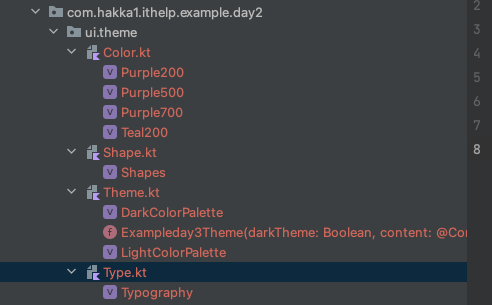 com.hakka1.ithelp.example.day2
ui.theme
Color.kt
v Purple200
v Purple500
v Purple700
v Teal200
Shape.kt
v Shapes
Theme.kt
v DarkColorPalette
f Exampleday3Theme(darkTheme: Boolean, content: @Co
v LightColorPalette
Type.kt
v Typography
2
3
4
5
6
7
8